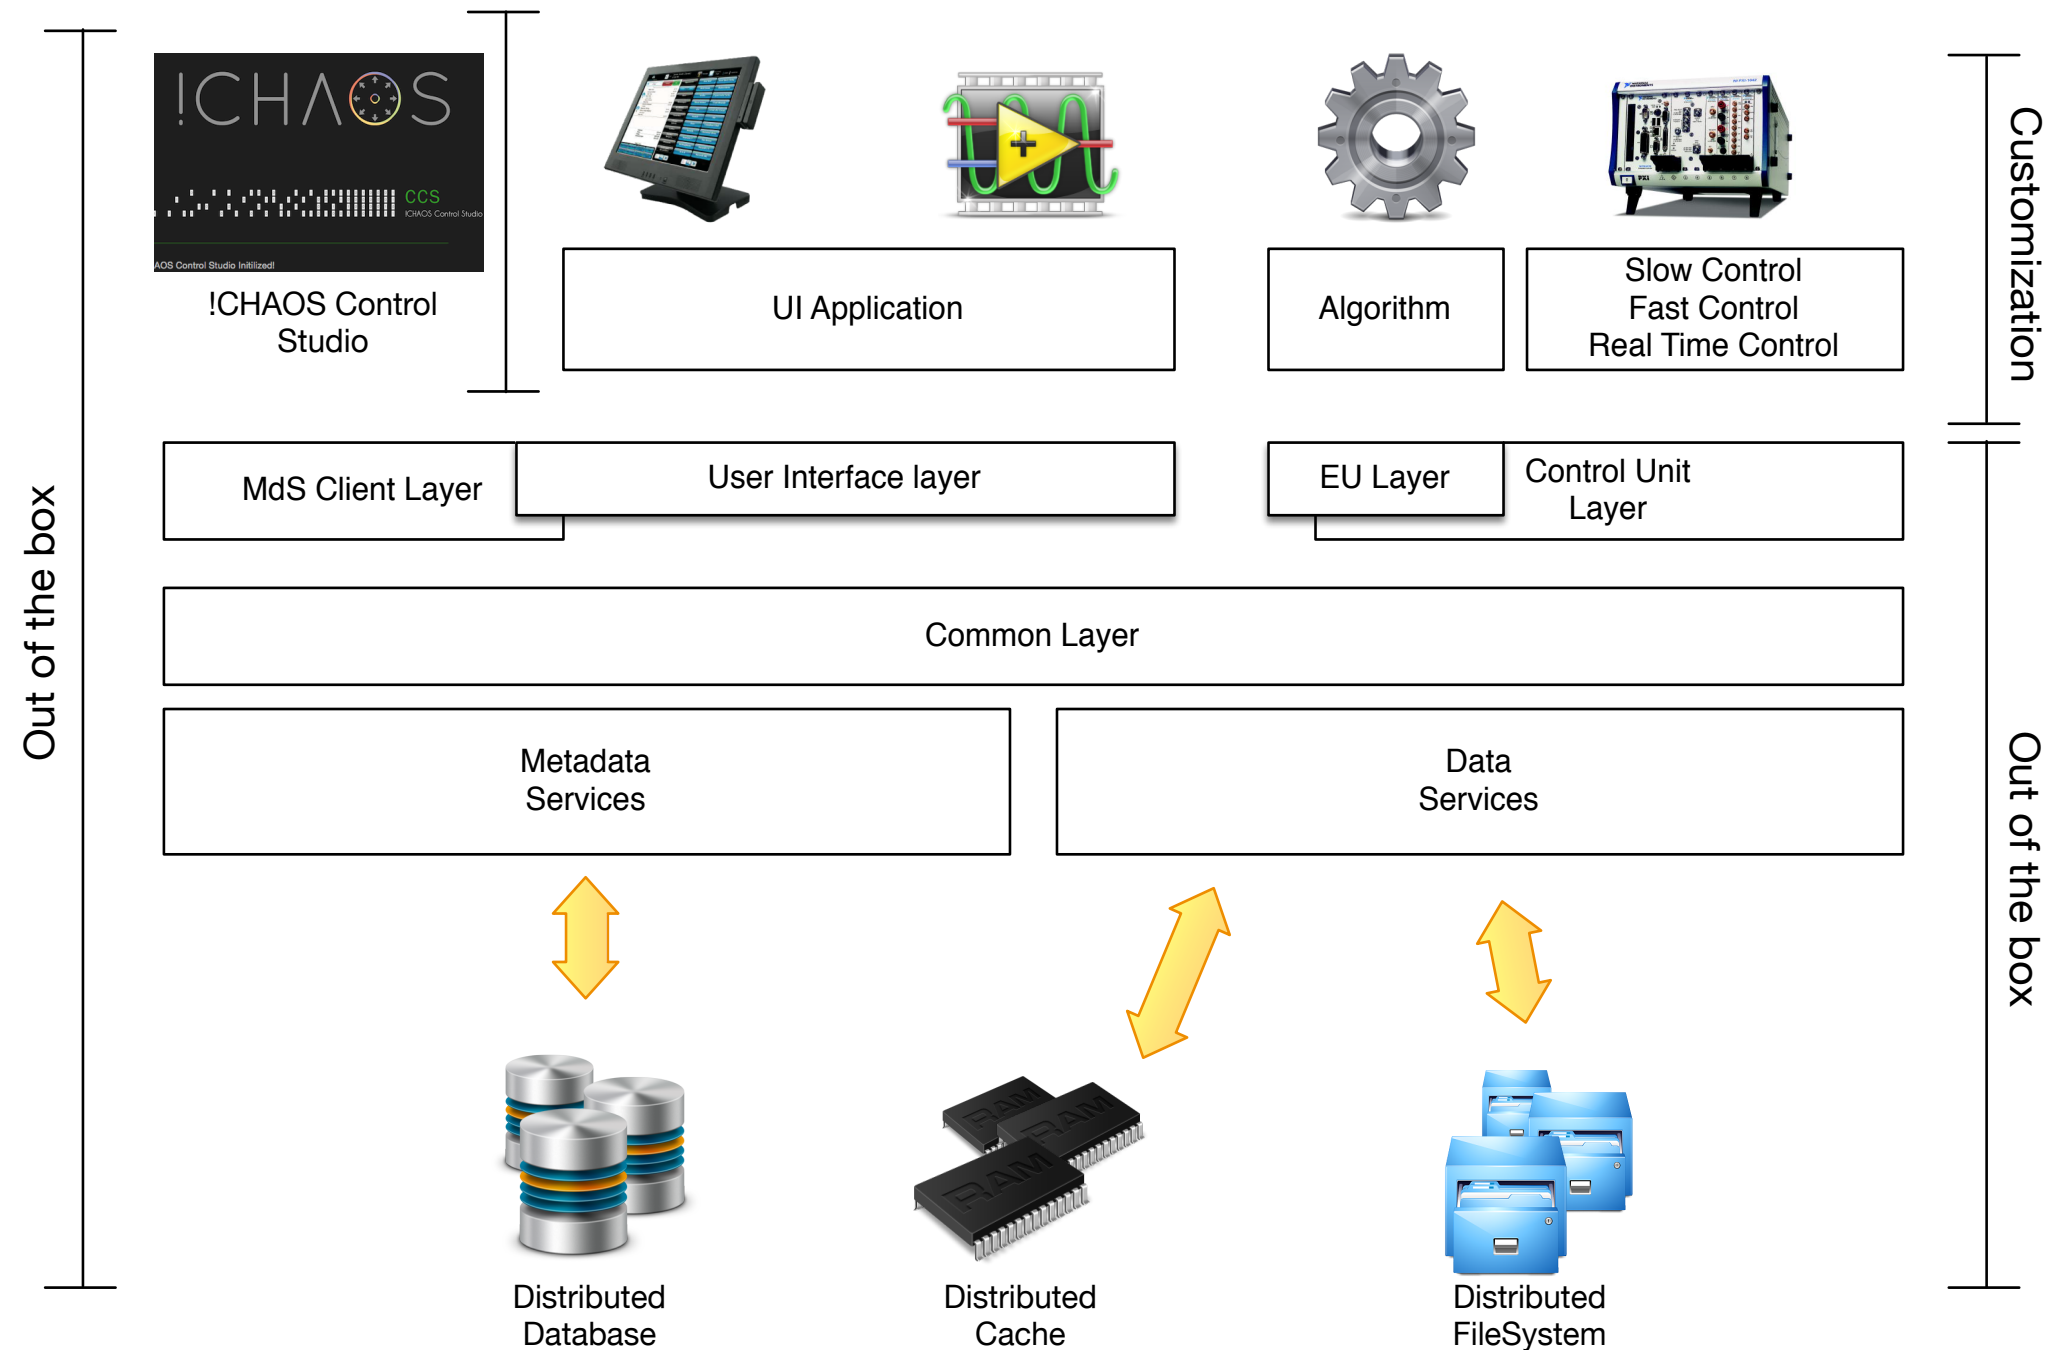 !CHAOS
CCS
!CHAOS Control Studio
AOS Control Studio Initilized!
!CHAOS Control
Studio
UI Application
Algorithm
Slow Control
Fast Control
Real Time Control
Customization
Out of the box
MdS Client Layer
User Interface layer
EU Layer
Control Unit
Layer
Common Layer
Metadata
Services
Data
Services
Out of the box
RAM
RAM
RAM
Distributed
Database
Distributed
Cache
Distributed
FileSystem